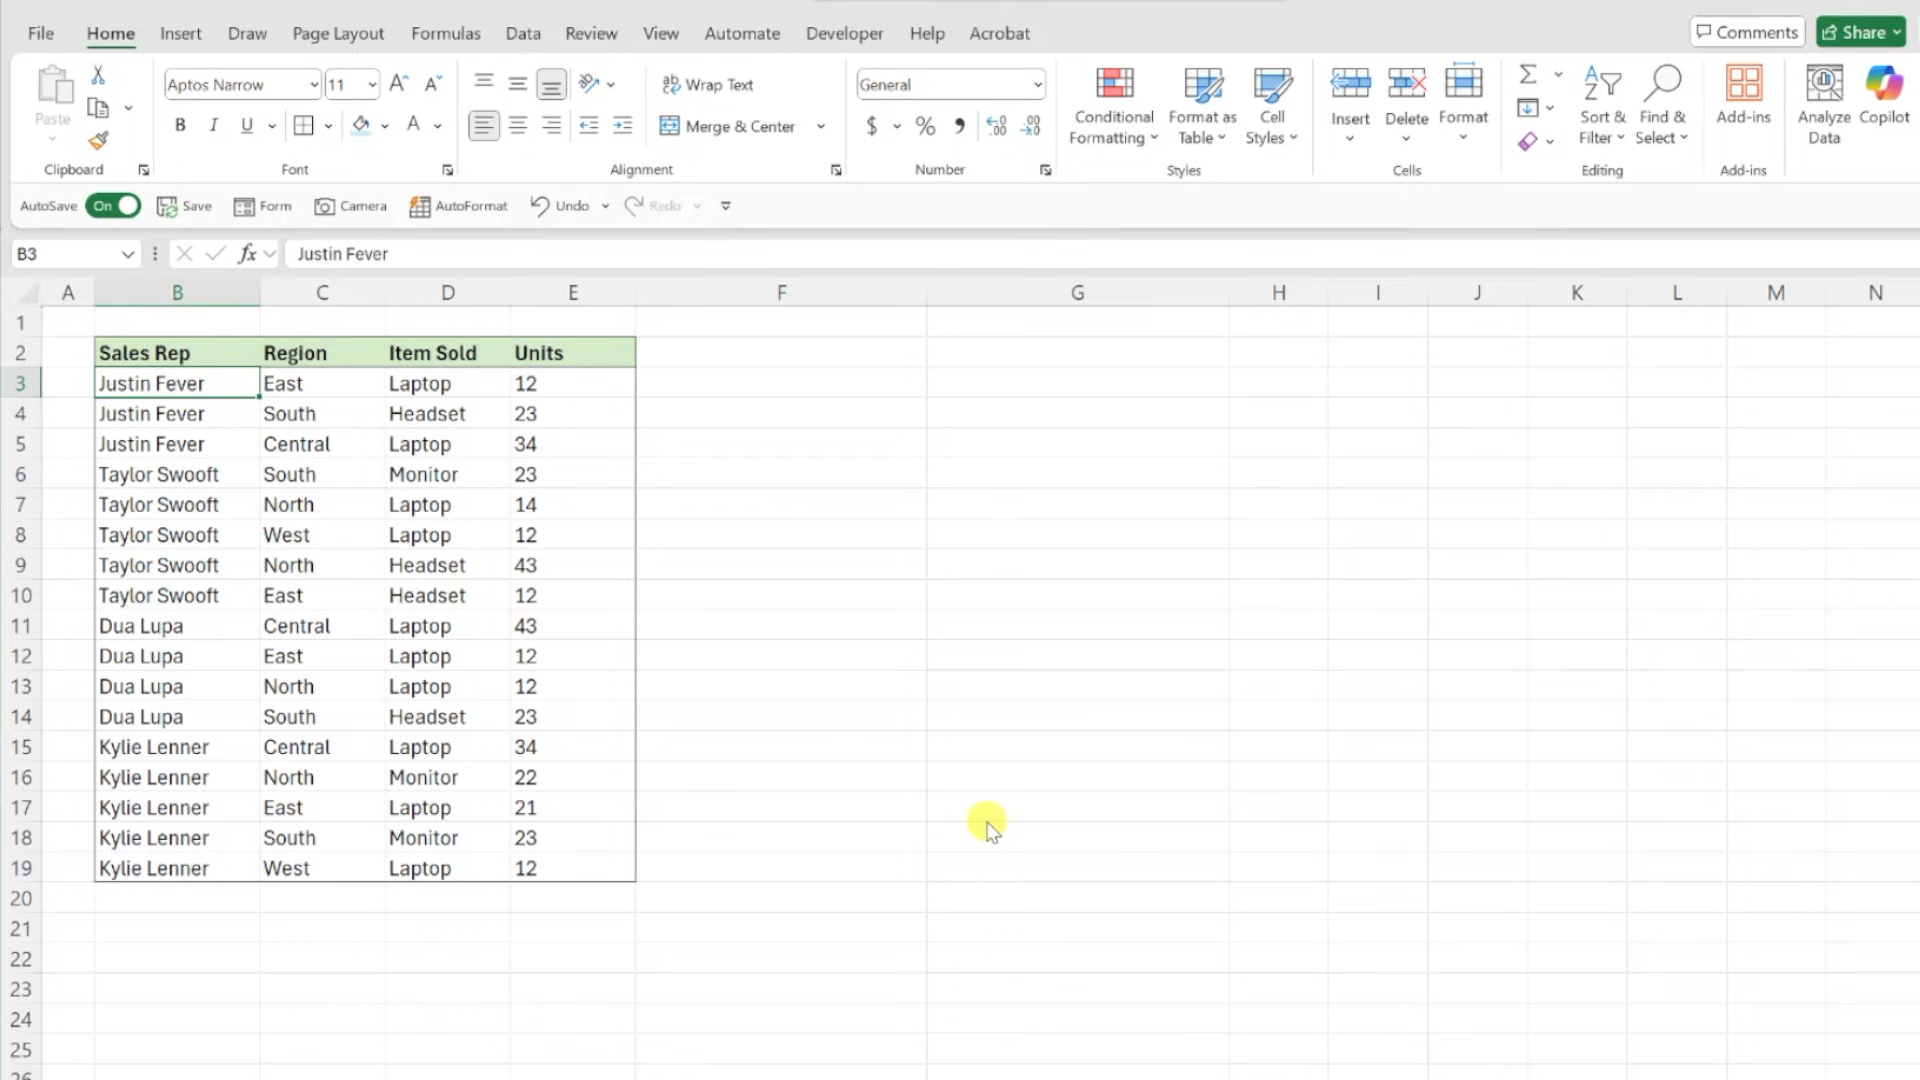 File Home Insert Draw Page Layout Formulas Data Review View Automate Developer Help Acrobat Comments Share
Paste Aptos Narrow 11 Wrap Text General Conditional Formatting Format as Table Cell Styles Insert Delete Format Sort & Filter Find & Select Add-ins Analyze Data Copilot
B I U A Merge & Center $ % 9 .00
Clipboard Font Alignment Number Styles Cells Editing Add-ins
AutoSave On Save Form Camera AutoFormat Undo Redo
B3 fx Justin Fever
A B C D E F G H I J K L M N
1
2 Sales Rep Region Item Sold Units
3 Justin Fever East Laptop 12
4 Justin Fever South Headset 23
5 Justin Fever Central Laptop 34
6 Taylor Swooft South Monitor 23
7 Taylor Swooft North Laptop 14
8 Taylor Swooft West Laptop 12
9 Taylor Swooft North Headset 43
10 Taylor Swooft East Headset 12
11 Dua Lupa Central Laptop 43
12 Dua Lupa East Laptop 12
13 Dua Lupa North Laptop 12
14 Dua Lupa South Headset 23
15 Kylie Lenner Central Laptop 34
16 Kylie Lenner North Monitor 22
17 Kylie Lenner East Laptop 21
18 Kylie Lenner South Monitor 23
19 Kylie Lenner West Laptop 12
20
21
22
23
24
25
26